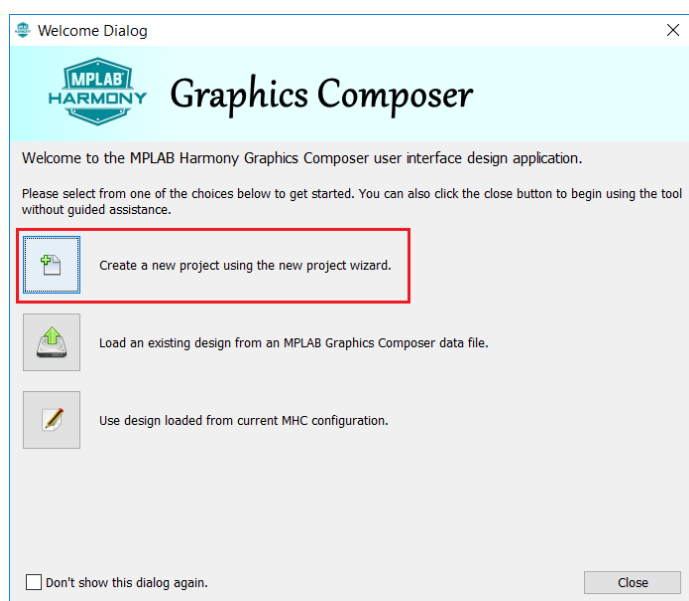 Welcome Dialog
MPLAB
HARMONY
Graphics Composer
Welcome to the MPLAB Harmony Graphics Composer user interface design application.
Please select from one of the choices below to get started. You can also click the close button to begin using the tool
without guided assistance.
Create a new project using the new project wizard.
Load an existing design from an MPLAB Graphics Composer data file.
Use design loaded from current MHC configuration.
Don't show this dialog again.
Close